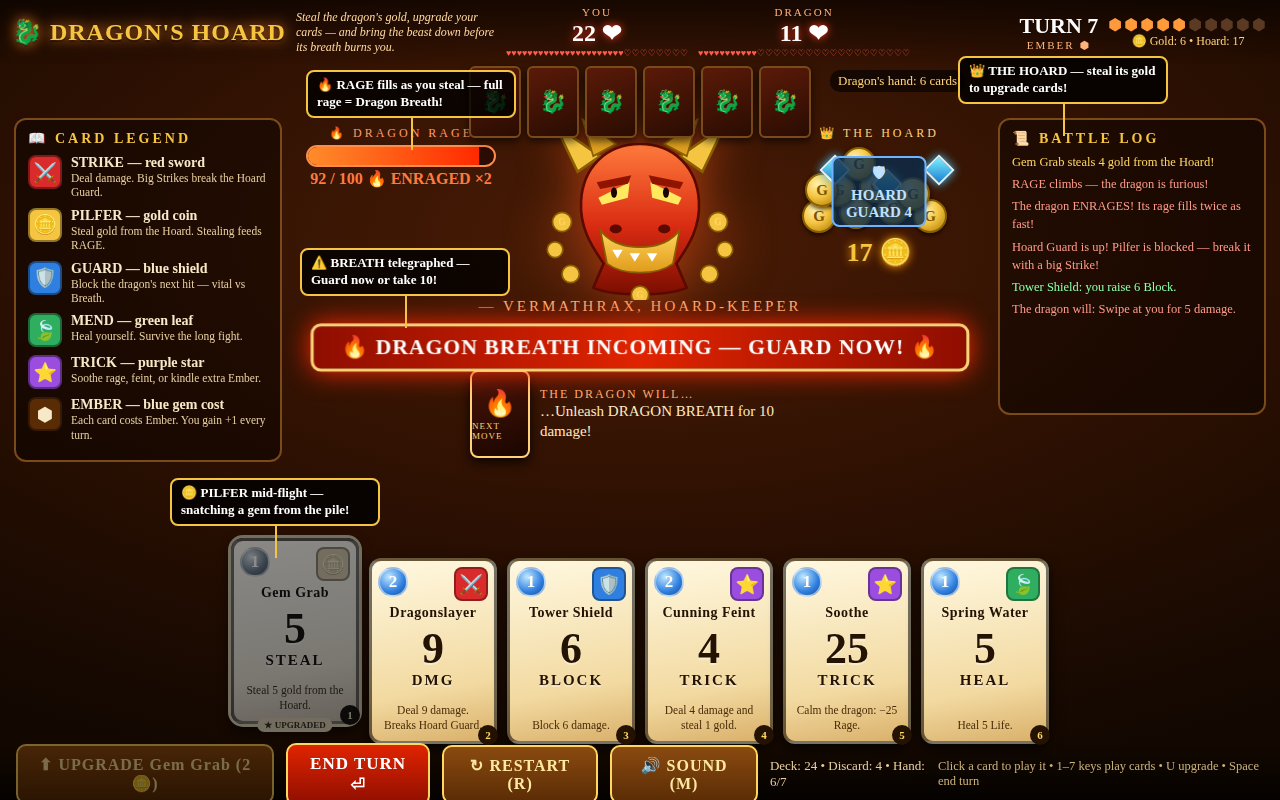 🐉 DRAGON'S HOARD
Steal the dragon's gold, upgrade your
cards — and bring the beast down before
its breath burns you.
YOU
22 ❤
DRAGON
11 ❤
TURN 7
EMBER ⬢
🪙 Gold: 6 • Hoard: 17
🔥 RAGE fills as you steal — full
rage = Dragon Breath!
Dragon's hand: 6 cards
👑 THE HOARD — steal its gold
to upgrade cards!
📖 CARD LEGEND
STRIKE — red sword
Deal damage. Big Strikes break the Hoard
Guard.
PILFER — gold coin
Steal gold from the Hoard. Stealing feeds
RAGE.
GUARD — blue shield
Block the dragon's next hit — vital vs
Breath.
MEND — green leaf
Heal yourself. Survive the long fight.
TRICK — purple star
Soothe rage, feint, or kindle extra Ember.
EMBER — blue gem cost
Each card costs Ember. You gain +1 every
turn.
🔥 DRAGON RAGE
92 / 100 🔥 ENRAGED ×2
⚠️ BREATH telegraphed —
Guard now or take 10!
👑 THE HOARD
G
G
G
G
G
HOARD
GUARD 4
17 🪙
— VERMATHRAX, HOARD-KEEPER
🔥 DRAGON BREATH INCOMING — GUARD NOW! 🔥
NEXT
MOVE
THE DRAGON WILL…
…Unleash DRAGON BREATH for 10
damage!
📜 BATTLE LOG
Gem Grab steals 4 gold from the Hoard!
RAGE climbs — the dragon is furious!
The dragon ENRAGES! Its rage fills twice as
fast!
Hoard Guard is up! Pilfer is blocked — break it
with a big Strike!
Tower Shield: you raise 6 Block.
The dragon will: Swipe at you for 5 damage.
🪙 PILFER mid-flight —
snatching a gem from the pile!
1
Gem Grab
5
STEAL
Steal 5 gold from the
Hoard.
★ UPGRADED
1
2
Dragonslayer
9
DMG
Deal 9 damage.
Breaks Hoard Guard.
2
1
Tower Shield
6
BLOCK
Block 6 damage.
3
2
Cunning Feint
4
TRICK
Deal 4 damage and
steal 1 gold.
4
1
Soothe
25
TRICK
Calm the dragon: −25
Rage.
5
1
Spring Water
5
HEAL
Heal 5 Life.
6
⬆ UPGRADE Gem Grab (2
🪙)
END TURN
⏎
↻ RESTART
(R)
🔊 SOUND
(M)
Deck: 24 • Discard: 4 • Hand:
6/7
Click a card to play it • 1–7 keys play cards • U upgrade • Space
end turn